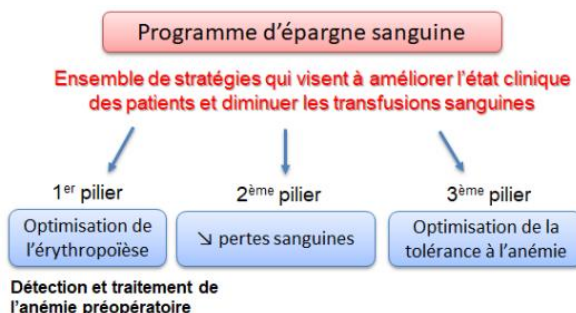 Programme d'épargne sanguine
Ensemble de stratégies qui visent à améliorer l'état clinique
des patients et diminuer les transfusions sanguines
1er pilier
2ème pilier
3ème pilier
Optimisation de
l'érythropoïèse
↘ pertes sanguines
Optimisation de la
tolérance à l'anémie
Détection et traitement de
l'anémie préopératoire